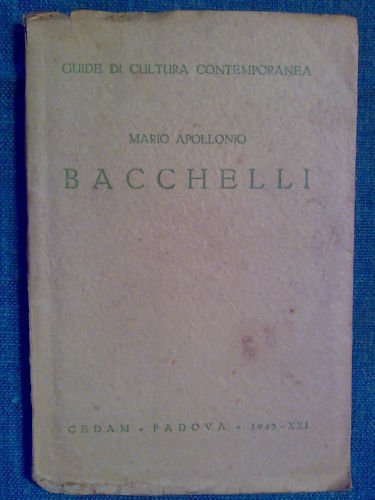 GUIDE DI CULTURA CONTEMPORANEA
MARIO APOLLONIO
BACCHELLI
CEDAM - PADOVA - 1943-XXI